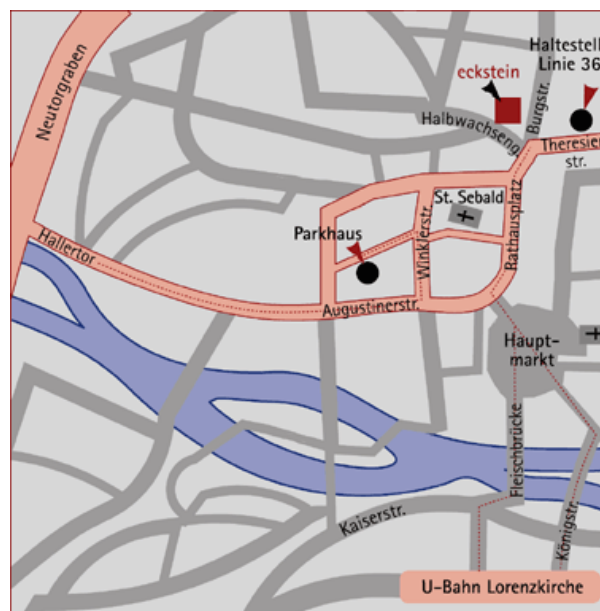 Neutorgraben
Haltestell
Linie 36
eckstein
Burgstr.
Halbwachseng.
Theresien
str.
St. Sebald
Rathausplatz
Winklerstr.
Parkhaus
Hallertor
Augustinerstr.
Haupt-
markt
Fleischbrücke
Kaiserstr.
Königstr.
U-Bahn Lorenzkirche